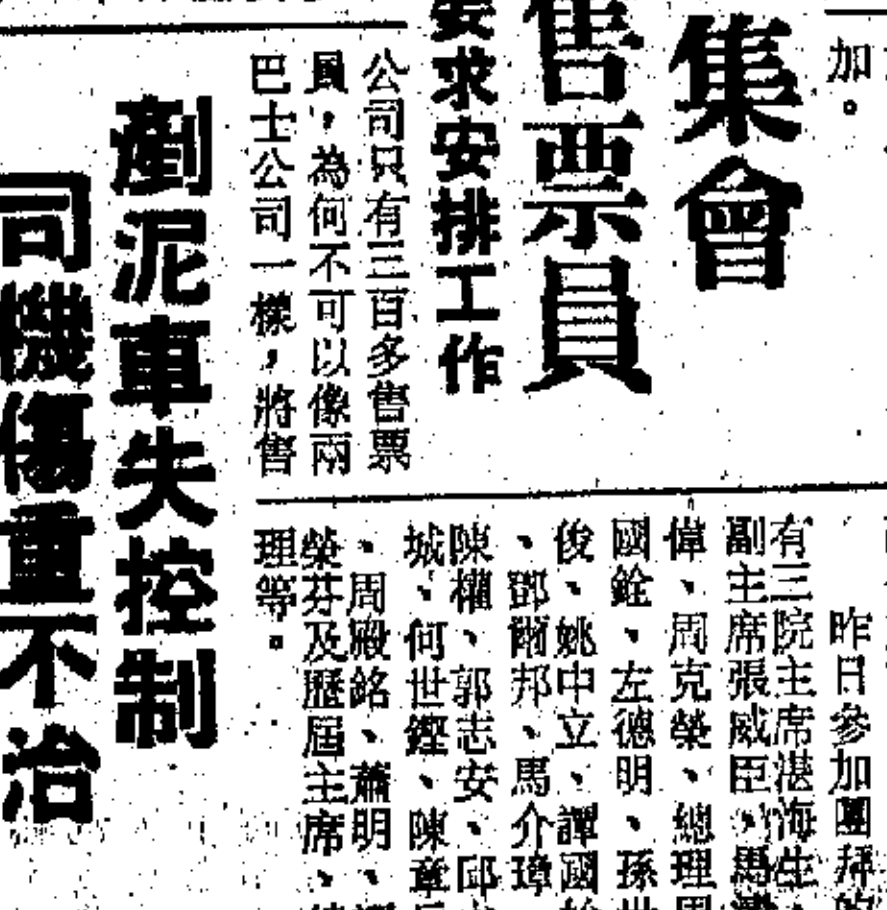 加。
集會
售票員
要求安排工作
公司只有三百多售票
員，為何不可以像兩
巴士公司一樣，將售
剷泥車失控制
司機傷重不治
昨日參加團拜的
有三院主席湛海生、
副主席張威臣、馬
偉、周克榮、總理周
國銓、左德明、孫世
俊、姚中立、譚國
、鄧爾邦、馬介璋
陳權、郭志安、邱
城、何世鏗、陳章
、周殿銘、蕭明、
榮芬及歷屆主席、
理等。